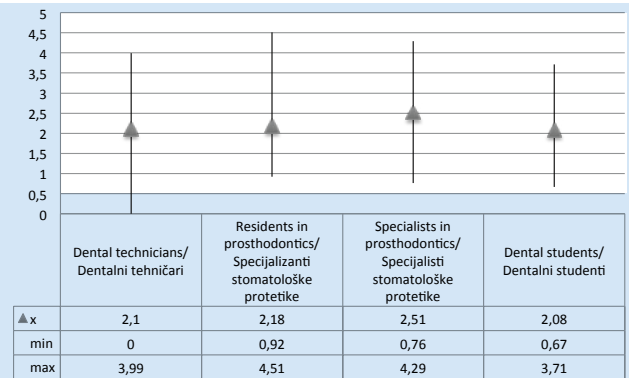 5
4,5
4
3,5
3
2,5
2
1,5
1
0,5
0
Dental technicians/
Dentalni tehničari
Residents in
prosthodontics/
Specijalizanti
stomatološke
protetike
Specialists in
prosthodontics/
Specijalisti
stomatološke
protetike
Dental students/
Dentalni studenti
x 2,1 2,18 2,51 2,08
min 0 0,92 0,76 0,67
max 3,99 4,51 4,29 3,71